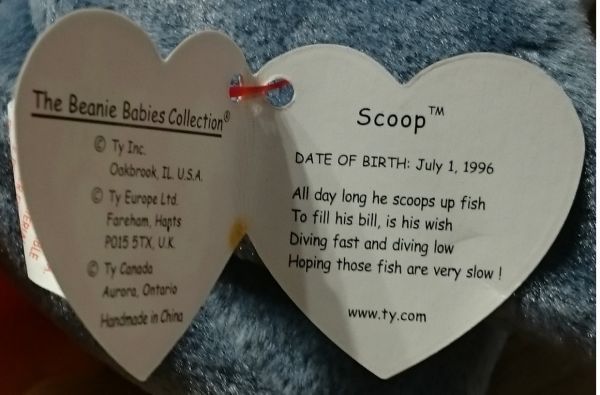 The Beanie Babies Collection®
© Ty Inc.
Oakbrook, IL. U.S.A.
© Ty Europe Ltd.
Fareham, Hapts
PO15 5TX, U.K.
© Ty Canada
Aurora, Ontario
Handmade in China
Scoop™
DATE OF BIRTH: July 1, 1996
All day long he scoops up fish
To fill his bill, is his wish
Diving fast and diving low
Hoping those fish are very slow !
www.ty.com